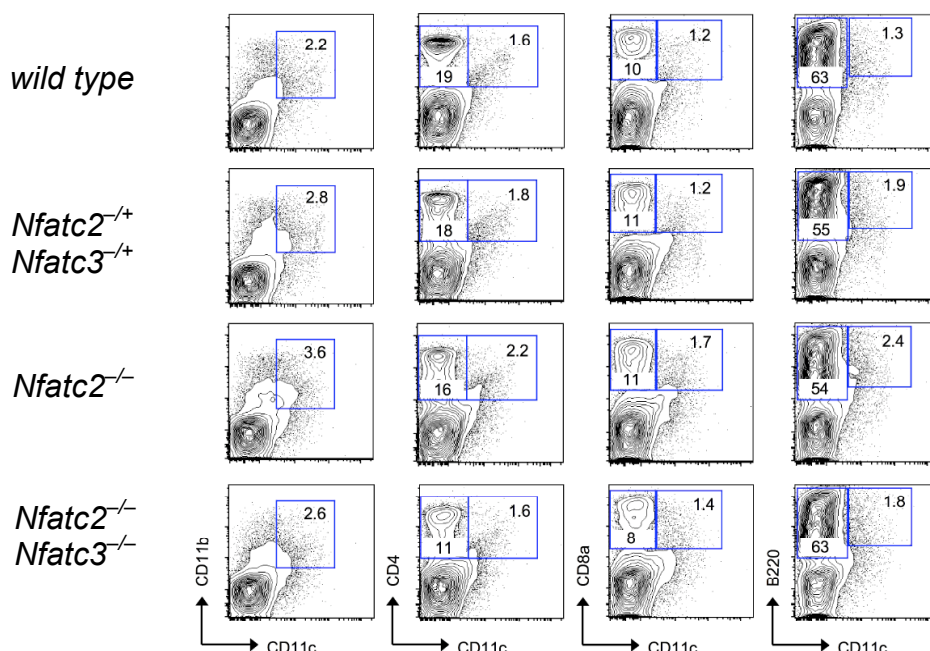 wild type
2.2
1.6
19
1.2
10
1.3
63
Nfatc2–/+
Nfatc3–/+
2.8
1.8
18
1.2
11
1.9
55
Nfatc2–/–
3.6
2.2
16
1.7
11
2.4
54
Nfatc2–/–
Nfatc3–/–
2.6
1.6
11
1.4
8
1.8
63
CD11b
CD4
CD8a
B220
CD11c
CD11c
CD11c
CD11c